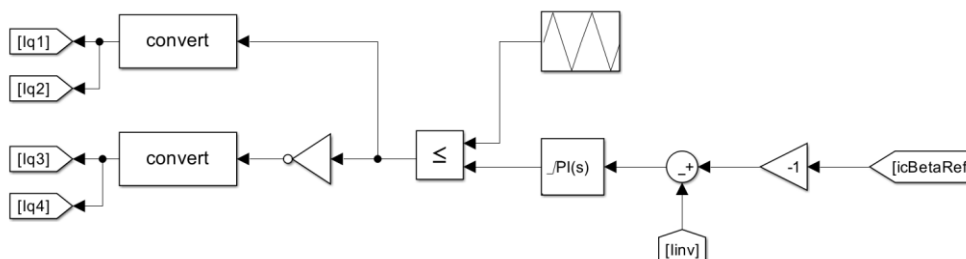 [Iq1]
convert
[Iq2]
[Iq3]
convert
≤
_/PI(s)
-
+
-1
[icBetaRef
[Iq4]
[Iinv]